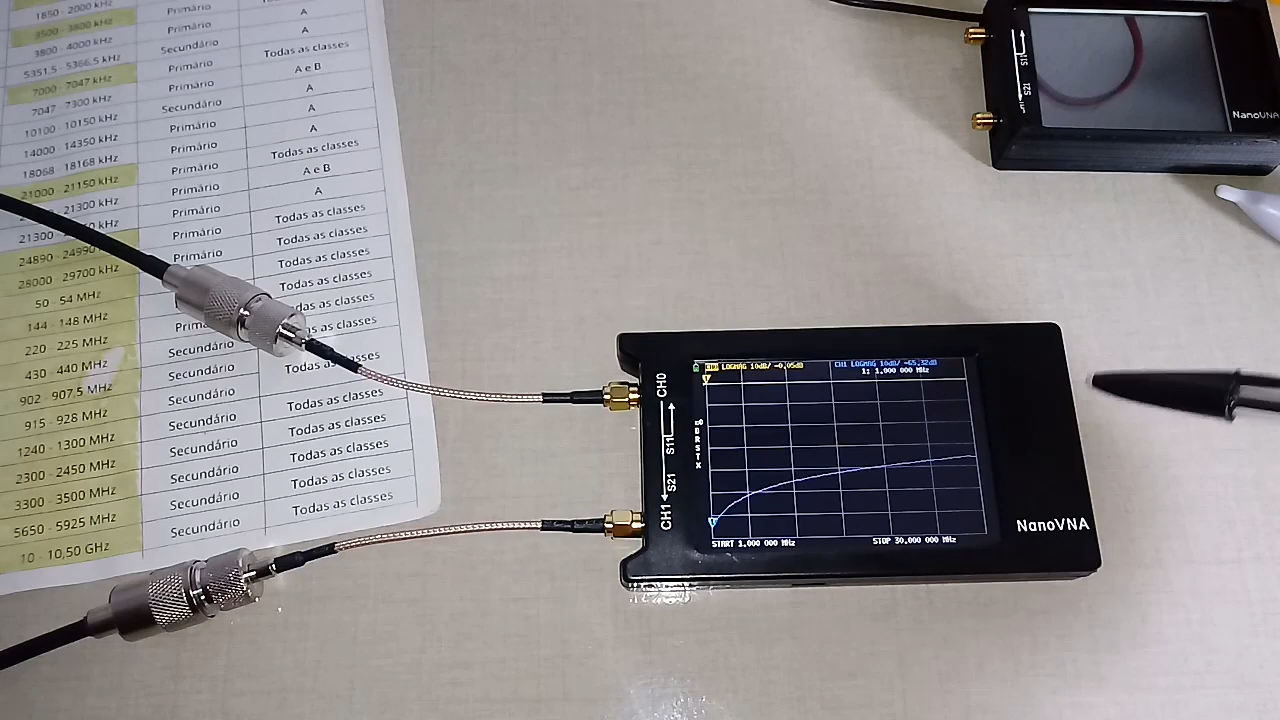 1850 - 2000 kHz Primário A
3500 - 3800 kHz Primário A
3800 - 4000 kHz Secundário Todas as classes
5351,5 - 5366,5 kHz Primário A e B
7000 - 7047 kHz Primário A
7047 - 7300 kHz Secundário A
10100 - 10150 kHz Primário A
14000 - 14350 kHz Primário Todas as classes
18068 - 18168 kHz Primário A e B
21000 - 21150 kHz Primário A
21300 kHz Primário Todas as classes
21300 kHz Primário Todas as classes
24890 - 24990 kHz Primário Todas as classes
28000 - 29700 kHz Todas as classes
50 - 54 MHz Todas as classes
144 - 148 MHz Secundário
220 - 225 MHz Secundário Todas as classes
430 - 440 MHz Secundário Todas as classes
902 - 907,5 MHz Secundário Todas as classes
915 - 928 MHz Secundário Todas as classes
1240 - 1300 MHz Secundário Todas as classes
2300 - 2450 MHz Secundário Todas as classes
3300 - 3500 MHz Secundário Todas as classes
5650 - 5925 MHz Secundário
10 - 10,50 GHz
S11
S21
NanoVNA
CH0
S11
S21
CH1
LOGMAG 10dB/ -0.05dB
CH1 LOGMAG 10dB/ -65.32dB
1: 1.000 000 MHz
START 1.000 000 MHz
STOP 30.000 000 MHz
NanoVNA